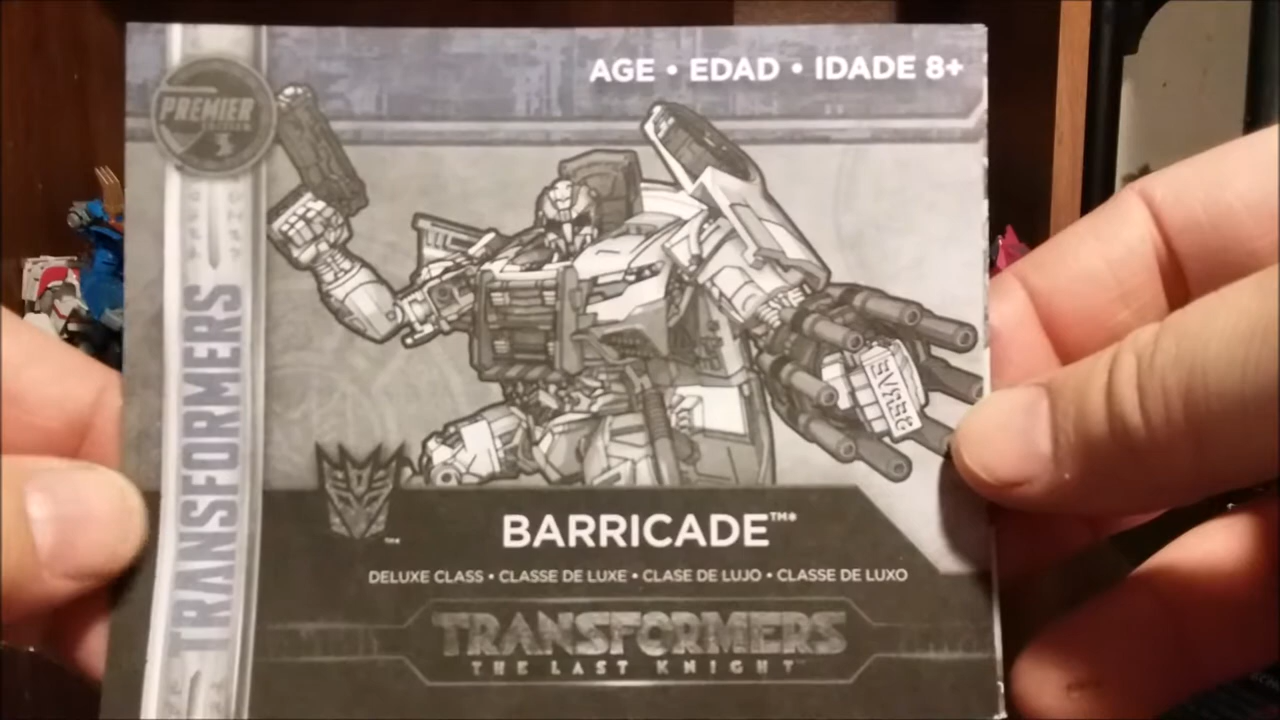 AGE • EDAD • IDADE 8+
PREMIER
EDITION
TRANSFORMERS
BARRICADE™*
DELUXE CLASS • CLASSE DE LUXE • CLASE DE LUJO • CLASSE DE LUXO
TRANSFORMERS
THE LAST KNIGHT